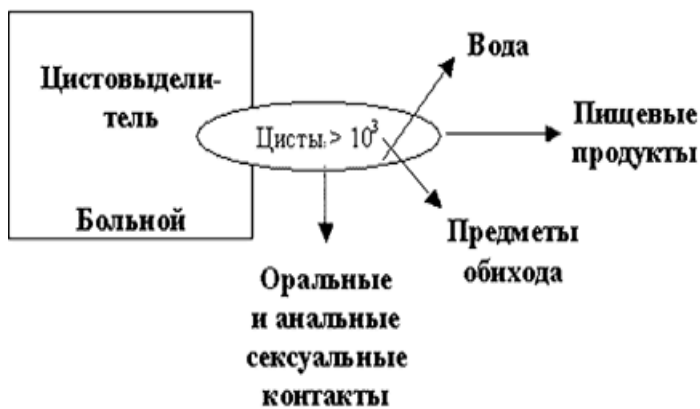 Цистовыдели-
тель
Больной
Цисты > 10³
Вода
Пищевые
продукты
Предметы
обихода
Оральные
и анальные
сексуальные
контакты